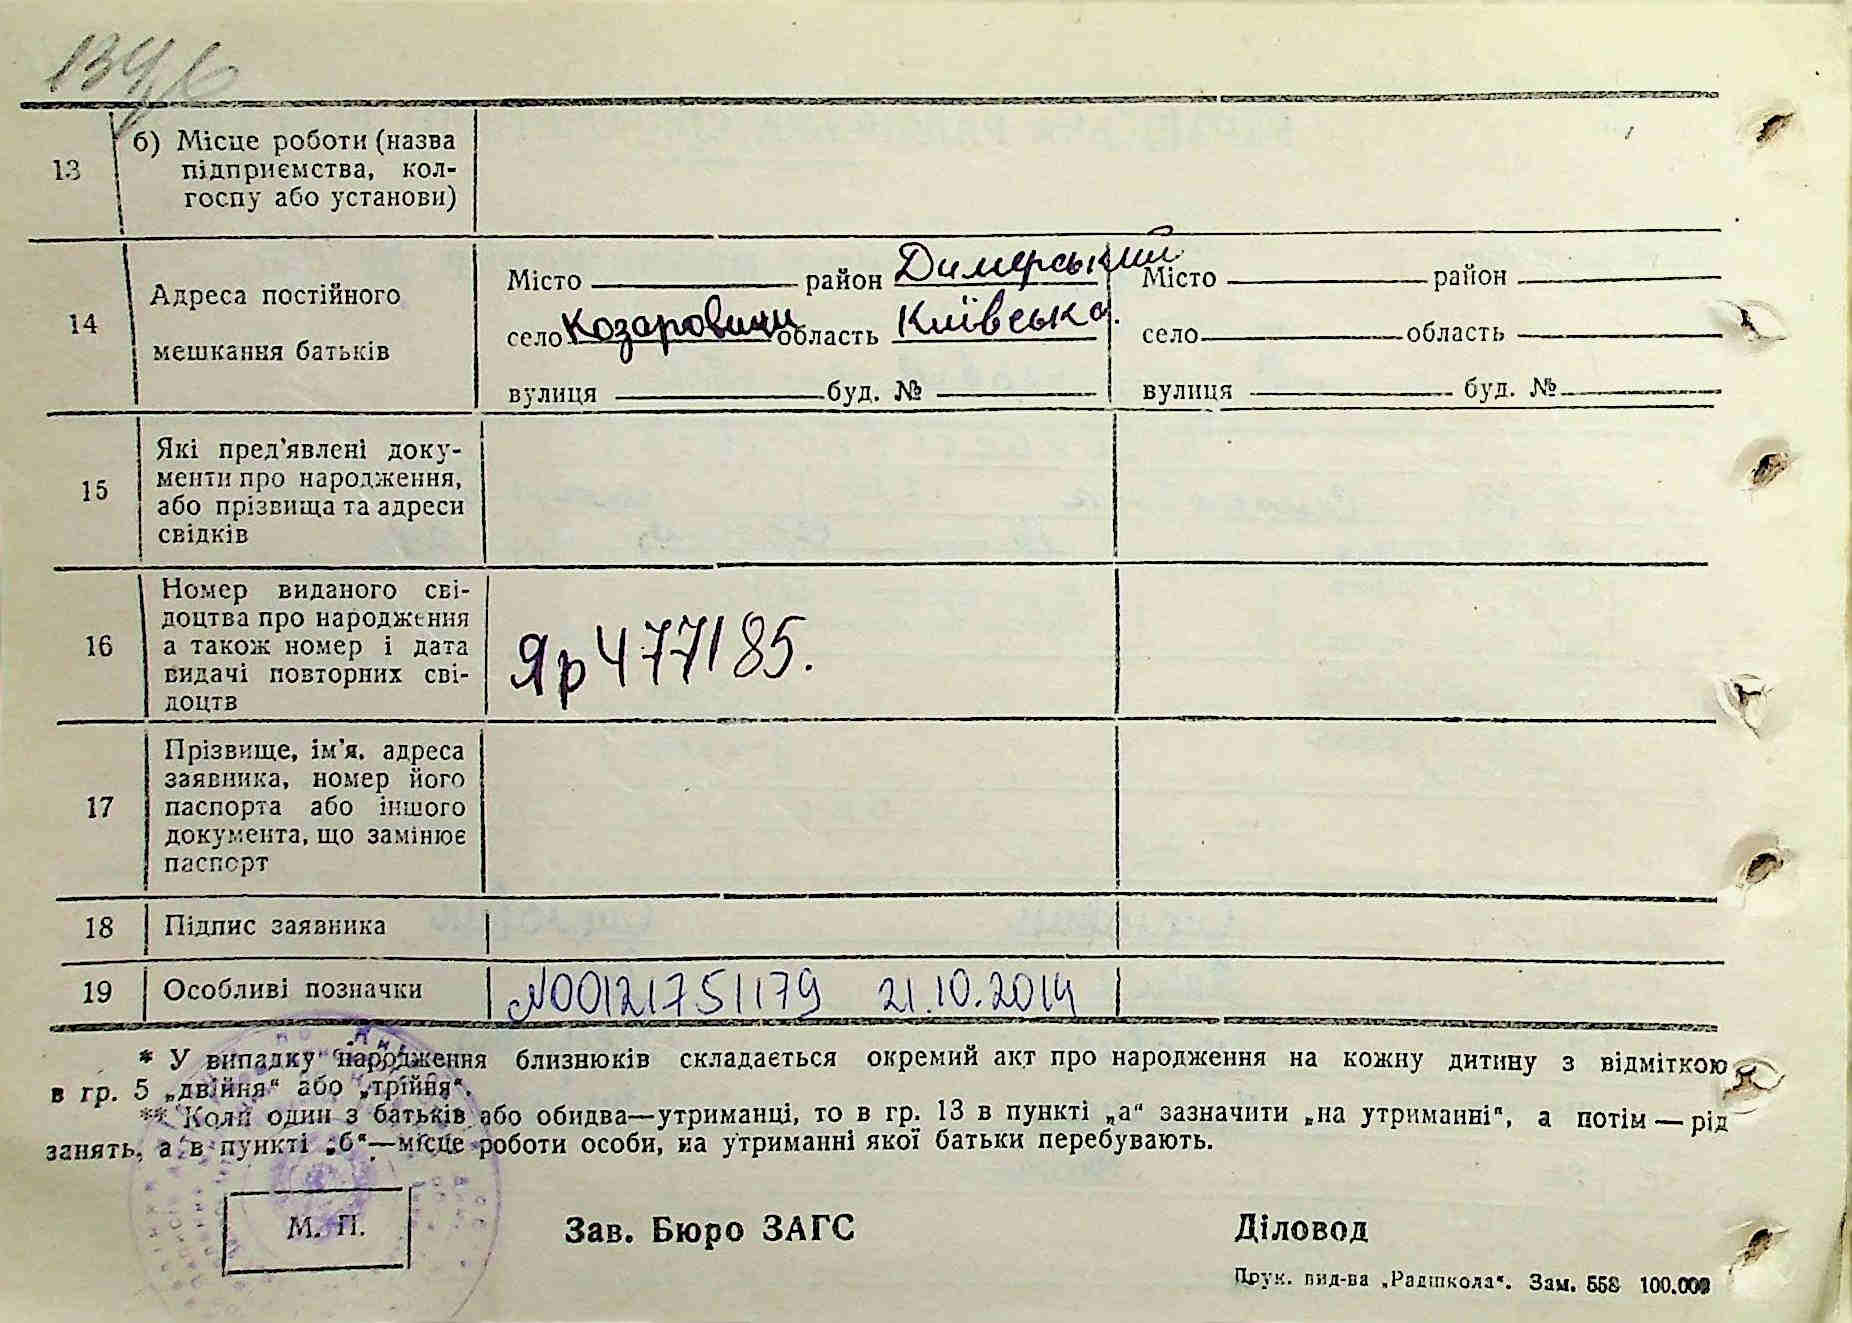 13
б) Місце роботи (назва
підприємства, кол-
госпу або установи)
14
Адреса постійного
мешкання батьків
Місто район Димерський
село Козаровичи область Київська.
вулиця буд. №
Місто район
село область
вулиця буд. №
15
Які пред'явлені доку-
менти про народження,
або прізвища та адреси
свідків
16
Номер виданого сві-
доцтва про народження
а також номер і дата
видачі повторних сві-
доцтв
Яр 477185.
17
Прізвище, ім'я, адреса
заявника, номер його
паспорта або іншого
документа, що замінює
паспорт
18 Підпис заявника
19 Особливі позначки N00121751179 21.10.2014
* У випадку народження близнюків складається окремий акт про народження на кожну дитину з відміткою
в гр. 5 „двійня“ або „трійня“.
** Коли один з батьків або обидва—утриманці, то в гр. 13 в пункті „а“ зазначити „на утриманні“, а потім — рід
занять, а в пункті „б“—місце роботи особи, на утриманні якої батьки перебувають.
М. П.
Зав. Бюро ЗАГС
Діловод
Друк. вид-ва „Радшкола“. Зам. 558 100.000